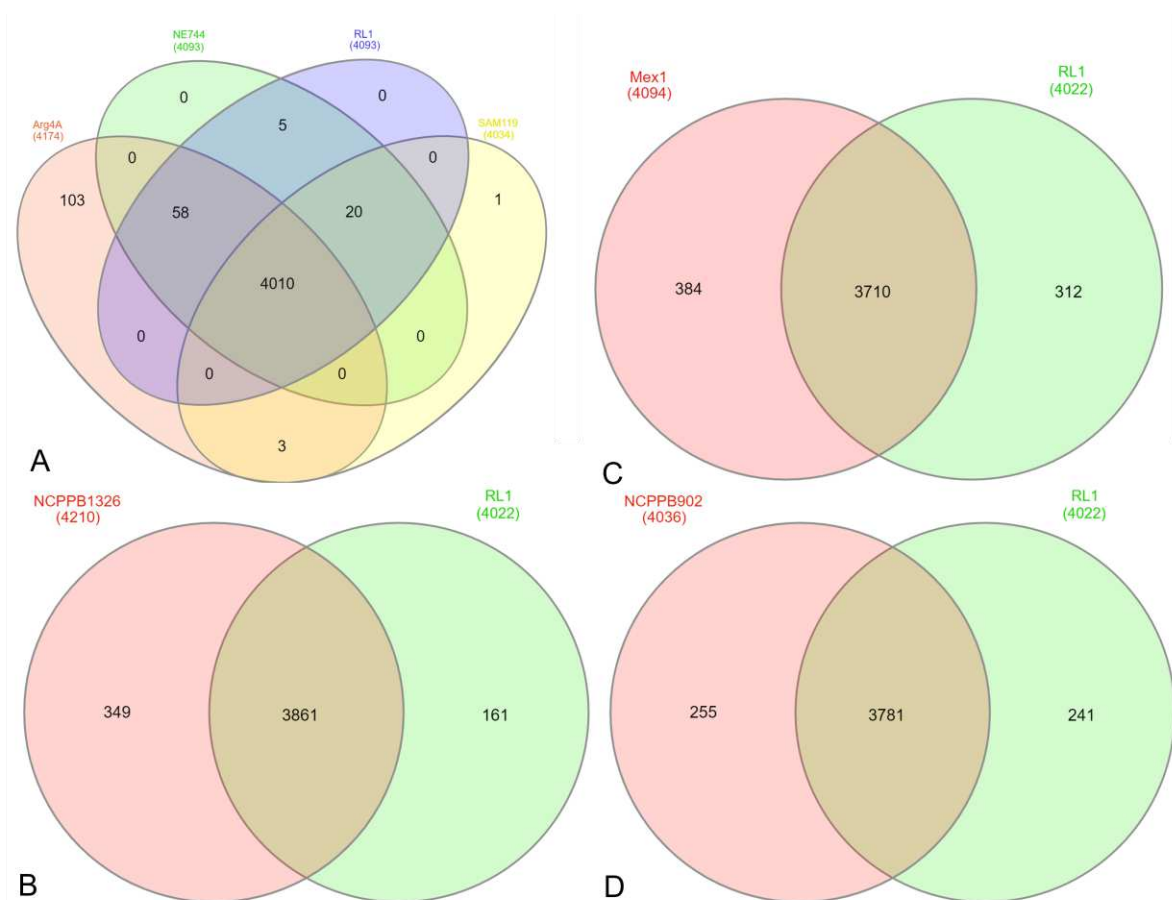 NE744
(4093)
RL1
(4093)
Arg4A
(4174)
SAM119
(4034)
0
0
5
0
0
103
1
58
20
4010
0
0
0
0
3
A
Mex1
(4094)
RL1
(4022)
384
3710
312
C
NCPPB1326
(4210)
RL1
(4022)
349
3861
161
B
NCPPB902
(4036)
RL1
(4022)
255
3781
241
D